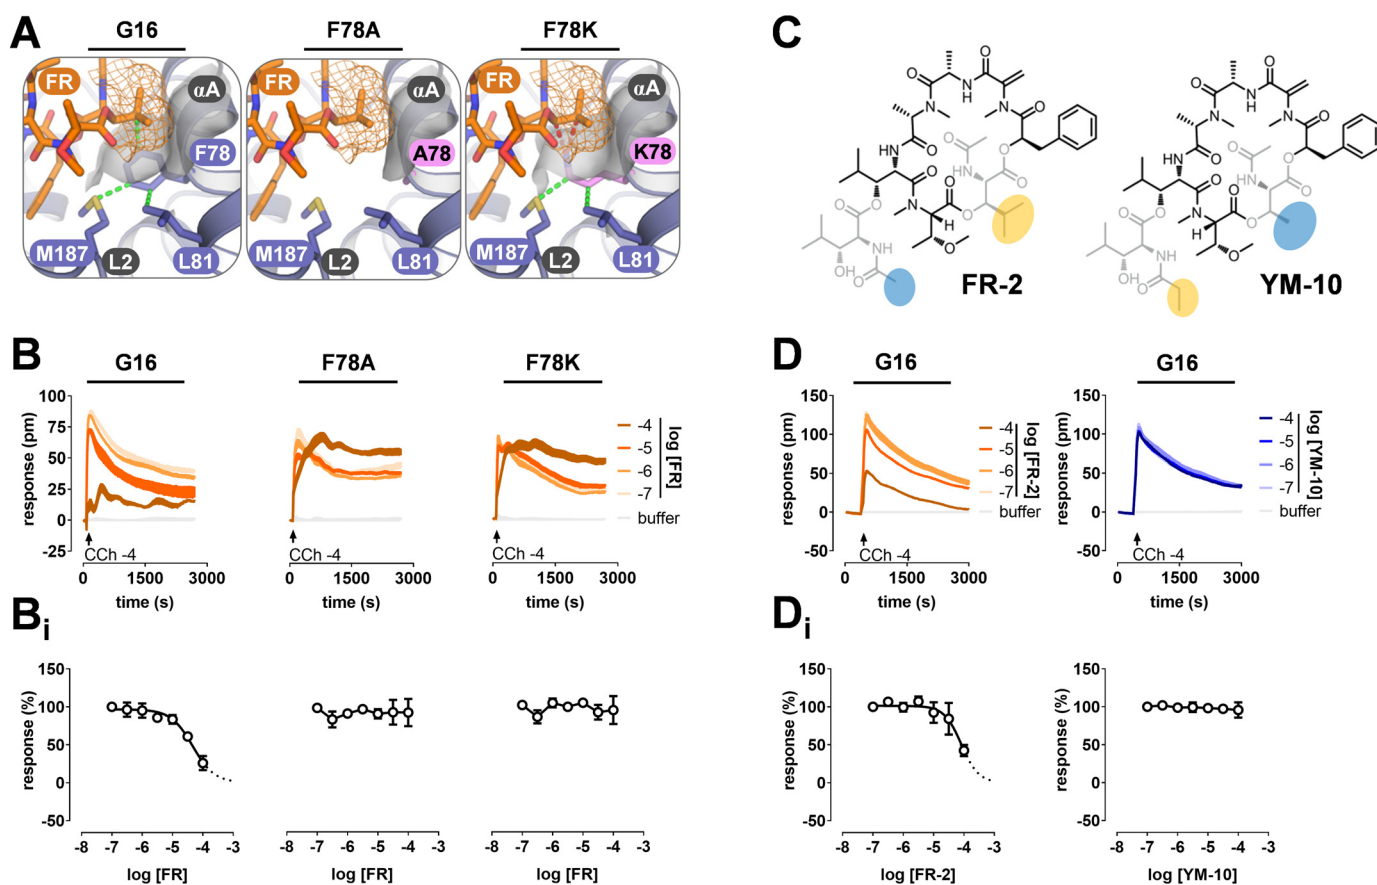 A
G16
F78A
F78K
FR
αA
F78
M187
L2
L81
FR
αA
A78
M187
L2
L81
FR
αA
K78
M187
L2
L81
C
O
O
N
H
N
O
N
O
O
O
HN
O
NH
O
O
O
N
N
H
O
O
O
O
NH
OH
O
FR-2
O
O
N
H
N
O
N
O
O
O
HN
O
NH
O
O
O
N
O
O
O
O
NH
OH
O
YM-10
B
G16
F78A
F78K
response (pm)
100
75
50
25
0
-25
CCh -4
0
1500
3000
time (s)
CCh -4
0
1500
3000
time (s)
CCh -4
0
1500
3000
time (s)
-4
-5
-6
-7
log [FR]
buffer
D
G16
G16
response (pm)
150
100
50
0
-50
CCh -4
0
1500
3000
time (s)
-4
-5
-6
-7
log [FR-2]
buffer
150
100
50
0
-50
CCh -4
0
1500
3000
time (s)
-4
-5
-6
-7
log [YM-10]
buffer
Bi
response (%)
150
100
50
0
-50
-8 -7 -6 -5 -4 -3
log [FR]
-8 -7 -6 -5 -4 -3
log [FR]
-8 -7 -6 -5 -4 -3
log [FR]
Di
response (%)
150
100
50
0
-50
-8 -7 -6 -5 -4 -3
log [FR-2]
response (%)
150
100
50
0
-50
-8 -7 -6 -5 -4 -3
log [YM-10]